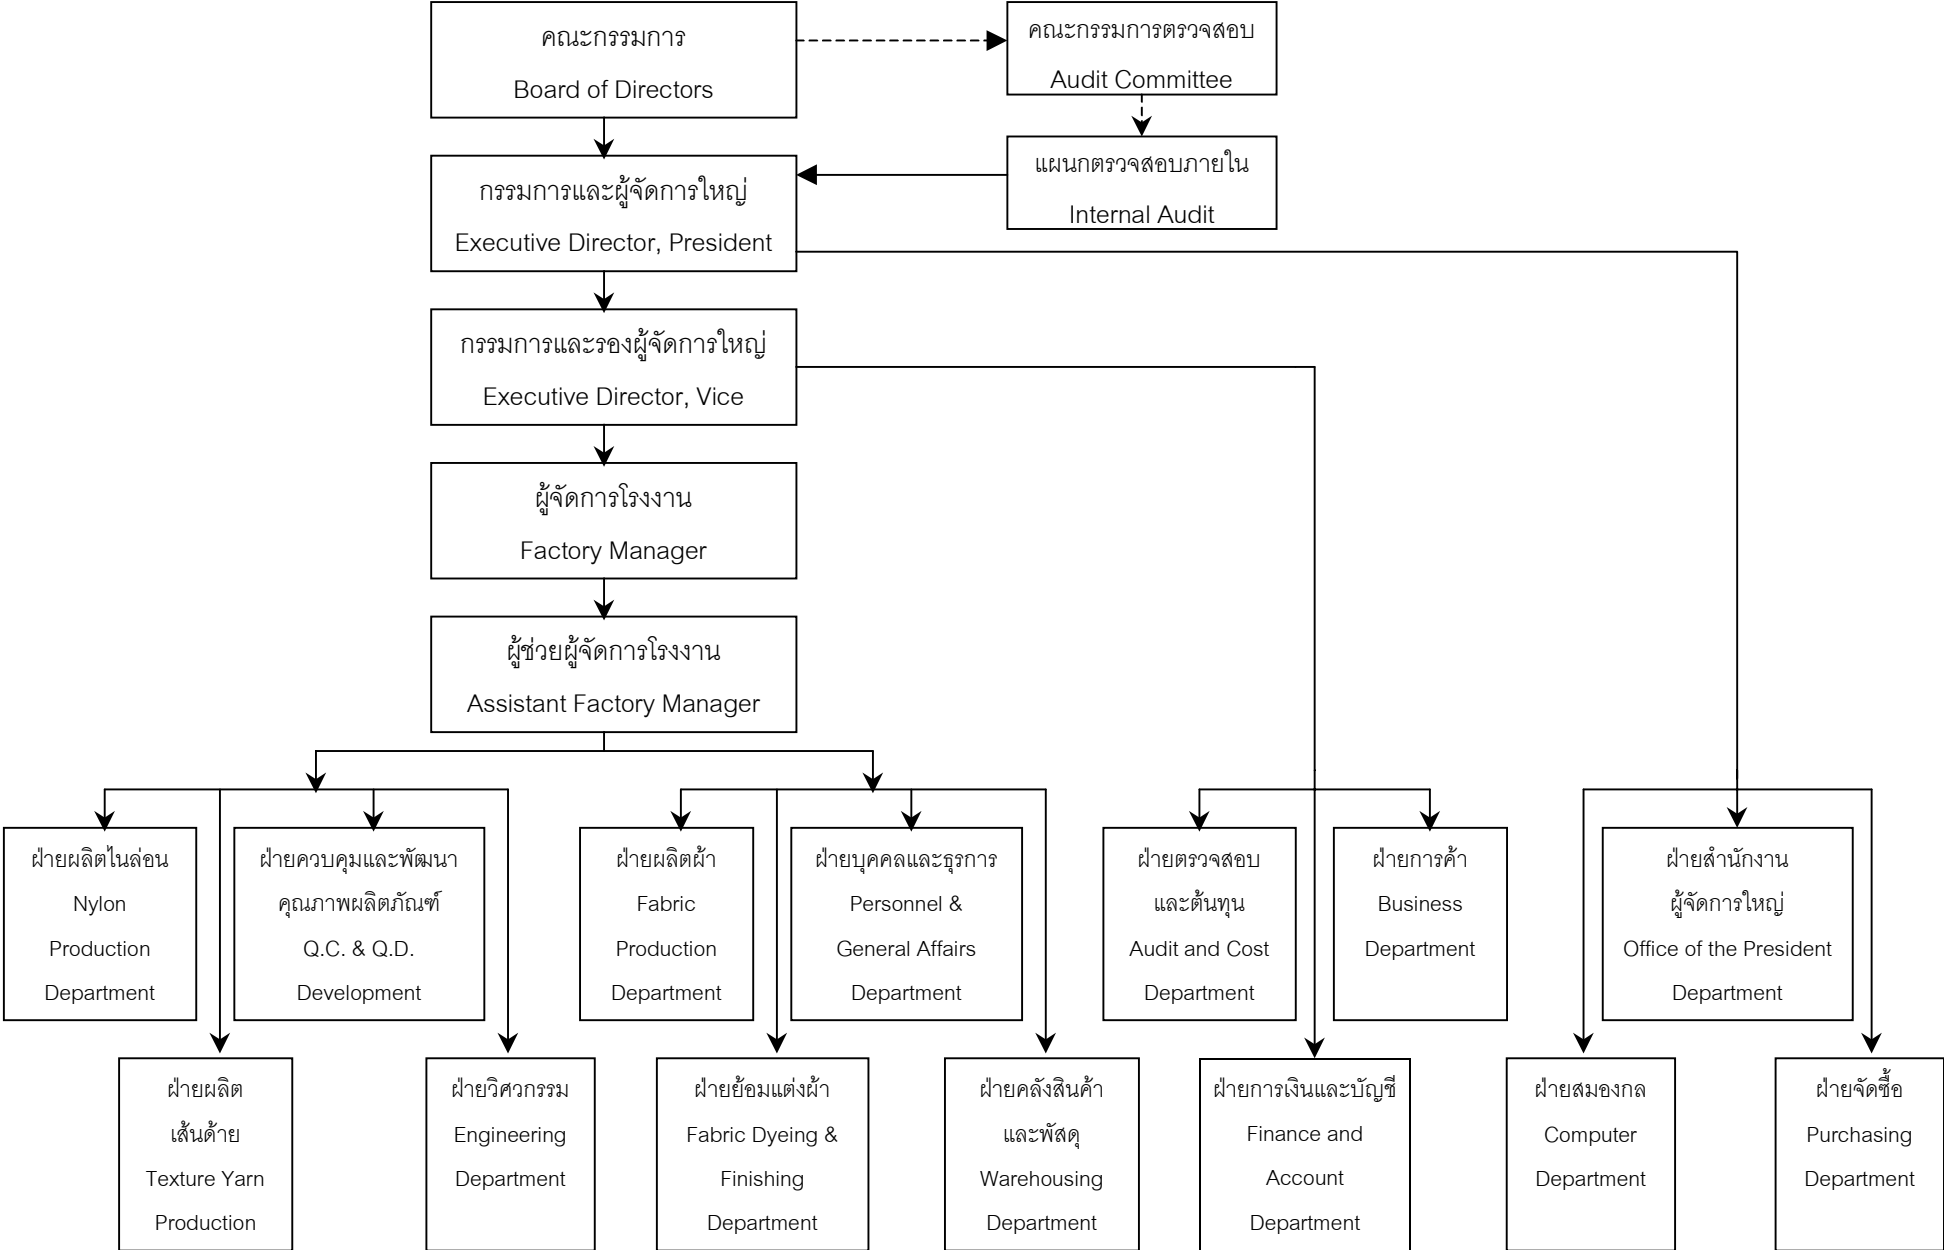 คณะกรรมการ
Board of Directors
คณะกรรมการตรวจสอบ
Audit Committee
แผนกตรวจสอบภายใน
Internal Audit
กรรมการและผู้จัดการใหญ่
Executive Director, President
กรรมการและรองผู้จัดการใหญ่
Executive Director, Vice
ผู้จัดการโรงงาน
Factory Manager
ผู้ช่วยผู้จัดการโรงงาน
Assistant Factory Manager
ฝ่ายผลิตไนล่อน
Nylon
Production
Department
ฝ่ายควบคุมและพัฒนา
คุณภาพผลิตภัณฑ์
Q.C. & Q.D.
Development
ฝ่ายผลิตผ้า
Fabric
Production
Department
ฝ่ายบุคคลและธุรการ
Personnel &
General Affairs
Department
ฝ่ายตรวจสอบ
และต้นทุน
Audit and Cost
Department
ฝ่ายการค้า
Business
Department
ฝ่ายสำนักงาน
ผู้จัดการใหญ่
Office of the President
Department
ฝ่ายผลิต
เส้นด้าย
Texture Yarn
Production
ฝ่ายวิศวกรรม
Engineering
Department
ฝ่ายย้อมแต่งผ้า
Fabric Dyeing &
Finishing
Department
ฝ่ายคลังสินค้า
และพัสดุ
Warehousing
Department
ฝ่ายการเงินและบัญชี
Finance and
Account
Department
ฝ่ายสมองกล
Computer
Department
ฝ่ายจัดซื้อ
Purchasing
Department